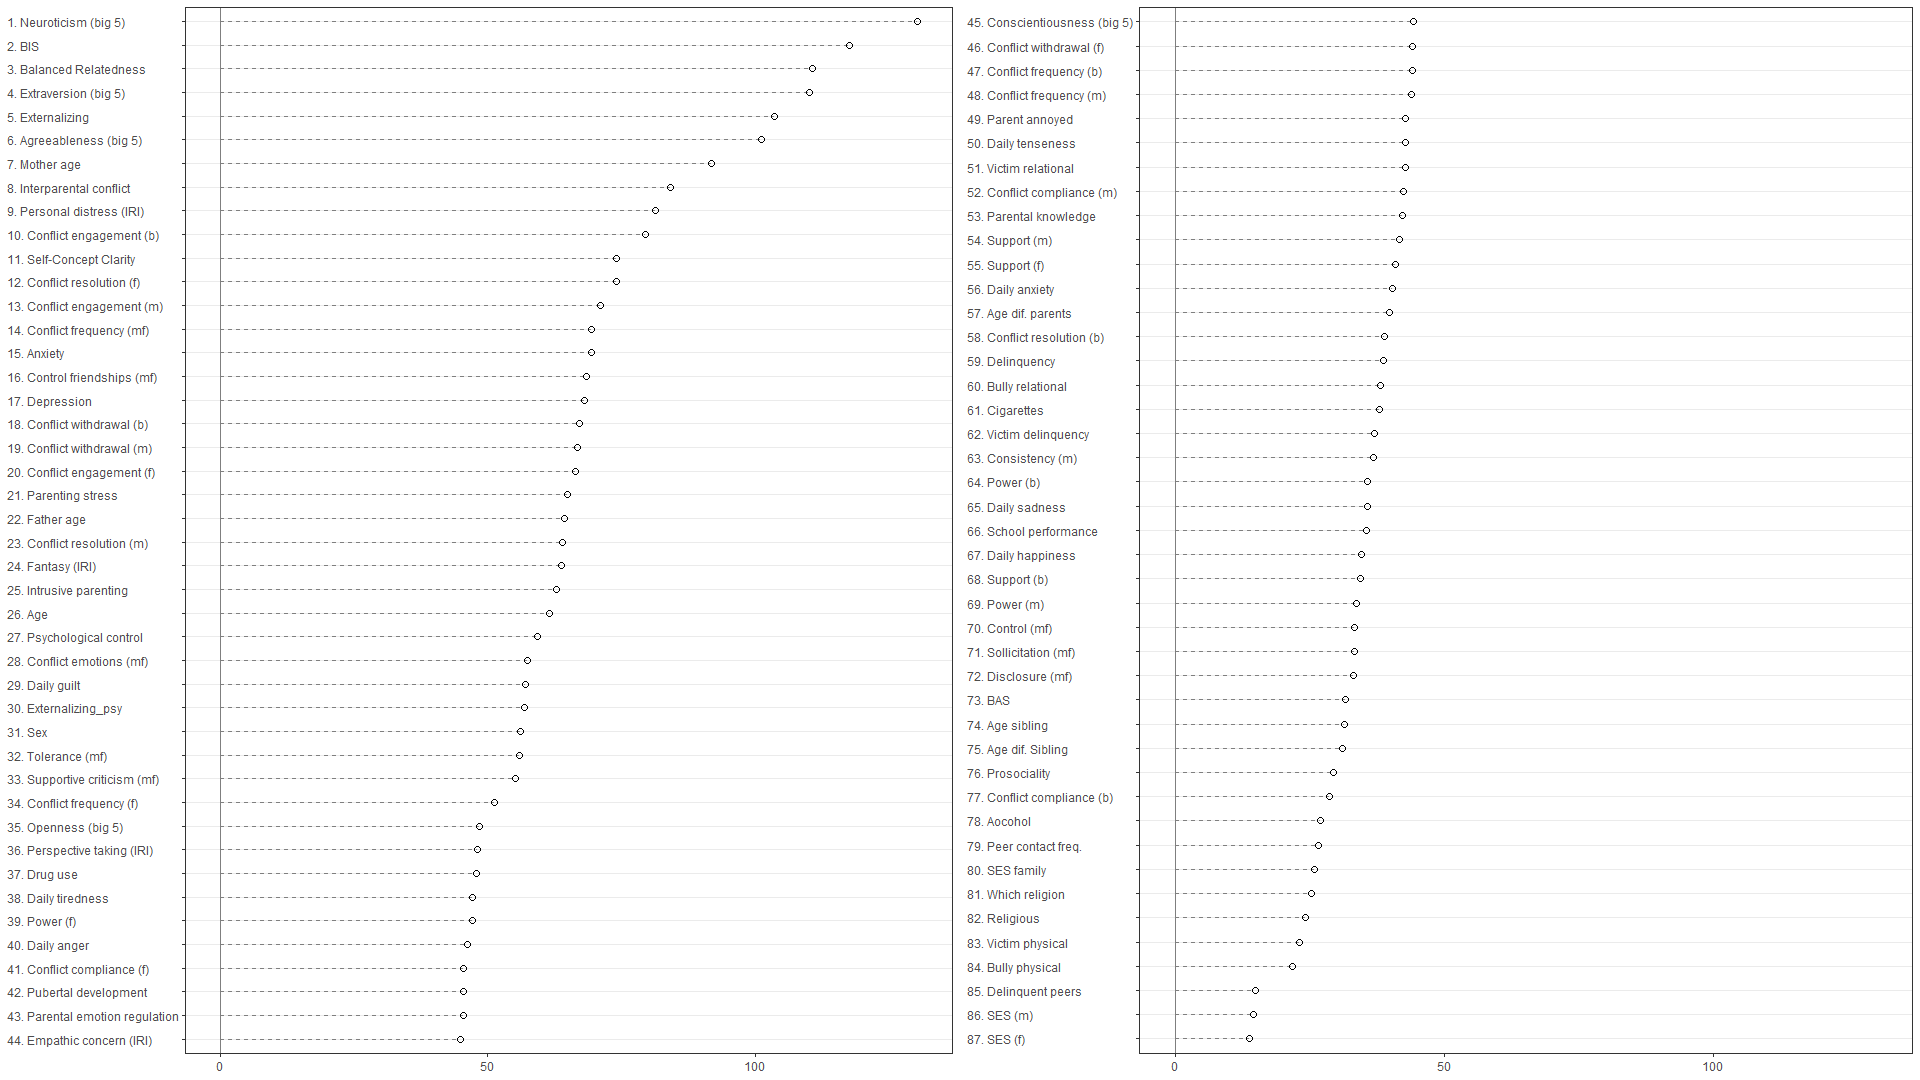 1. Neuroticism (big 5)
2. BIS
3. Balanced Relatedness
4. Extraversion (big 5)
5. Externalizing
6. Agreeableness (big 5)
7. Mother age
8. Interparental conflict
9. Personal distress (IRI)
10. Conflict engagement (b)
11. Self-Concept Clarity
12. Conflict resolution (f)
13. Conflict engagement (m)
14. Conflict frequency (mf)
15. Anxiety
16. Control friendships (mf)
17. Depression
18. Conflict withdrawal (b)
19. Conflict withdrawal (m)
20. Conflict engagement (f)
21. Parenting stress
22. Father age
23. Conflict resolution (m)
24. Fantasy (IRI)
25. Intrusive parenting
26. Age
27. Psychological control
28. Conflict emotions (mf)
29. Daily guilt
30. Externalizing_psy
31. Sex
32. Tolerance (mf)
33. Supportive criticism (mf)
34. Conflict frequency (f)
35. Openness (big 5)
36. Perspective taking (IRI)
37. Drug use
38. Daily tiredness
39. Power (f)
40. Daily anger
41. Conflict compliance (f)
42. Pubertal development
43. Parental emotion regulation
44. Empathic concern (IRI)
0 50 100
45. Conscientiousness (big 5)
46. Conflict withdrawal (f)
47. Conflict frequency (b)
48. Conflict frequency (m)
49. Parent annoyed
50. Daily tenseness
51. Victim relational
52. Conflict compliance (m)
53. Parental knowledge
54. Support (m)
55. Support (f)
56. Daily anxiety
57. Age dif. parents
58. Conflict resolution (b)
59. Delinquency
60. Bully relational
61. Cigarettes
62. Victim delinquency
63. Consistency (m)
64. Power (b)
65. Daily sadness
66. School performance
67. Daily happiness
68. Support (b)
69. Power (m)
70. Control (mf)
71. Sollicitation (mf)
72. Disclosure (mf)
73. BAS
74. Age sibling
75. Age dif. Sibling
76. Prosociality
77. Conflict compliance (b)
78. Aocohol
79. Peer contact freq.
80. SES family
81. Which religion
82. Religious
83. Victim physical
84. Bully physical
85. Delinquent peers
86. SES (m)
87. SES (f)
0 50 100